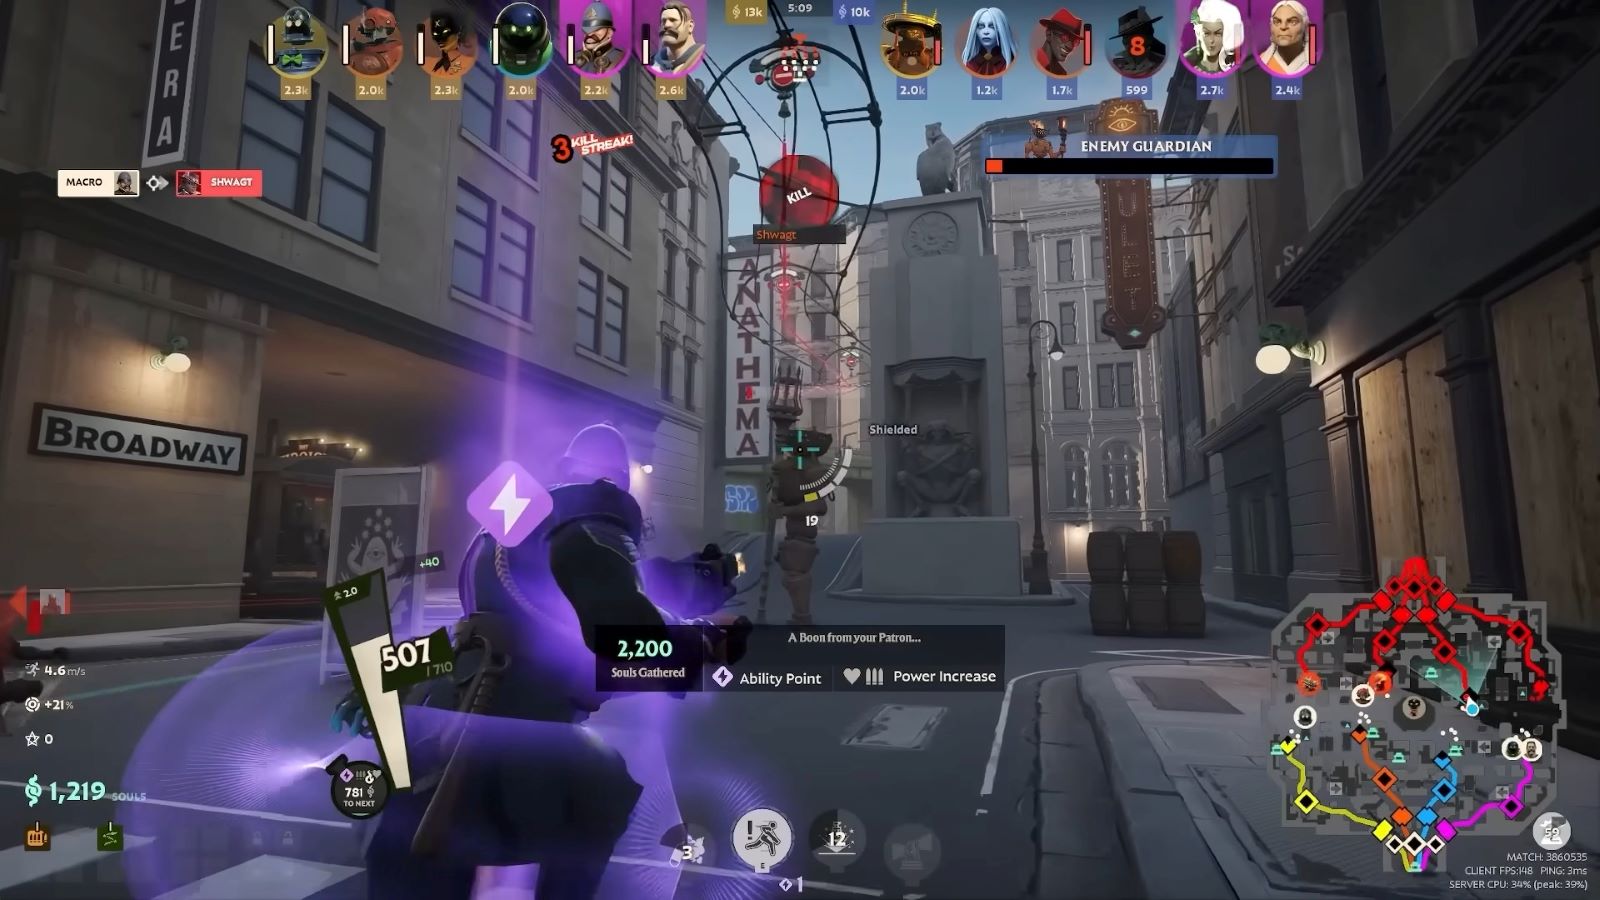 13k
5:09
10k
2.3k
2.0k
2.3k
2.0k
2.2k
2.6k
2.0k
1.2k
1.7k
8
599
2.7k
2.4k
ERA
3 KILL STREAK!
ENEMY GUARDIAN
MACRO
SHWAGT
KILL
Shwagt
ANATHEMA
BROADWAY
Shielded
19
+40
2.0
507
/710
2,200
Souls Gathered
A Boon from your Patron...
Ability Point
Power Increase
4.6m/s
+21%
0
1,219 SOULS
781
TO NEXT
3
E
12
1
59
MATCH: 3860535
CLIENT FPS:148 PING: 3ms
SERVER CPU: 34% (peak: 39%)